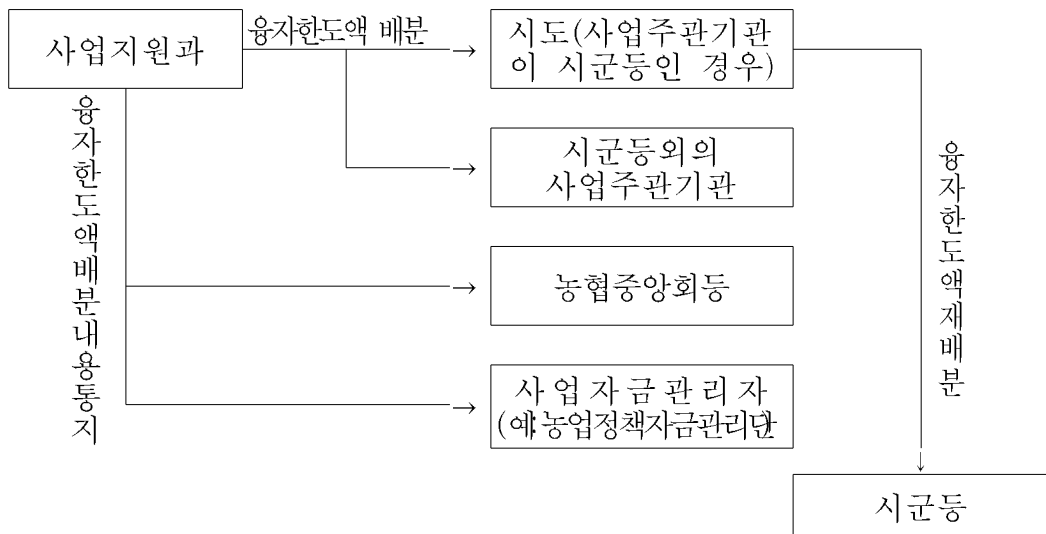 사업지원과
융자한도액 배분
시도(사업주관기관
이 시군등인 경우)
융자한도액배분내용통지
시군등외의
사업주관기관
융자한도액재배분
농협중앙회등
사업자금관리자
(예:농업정책자금관리단)
시군등